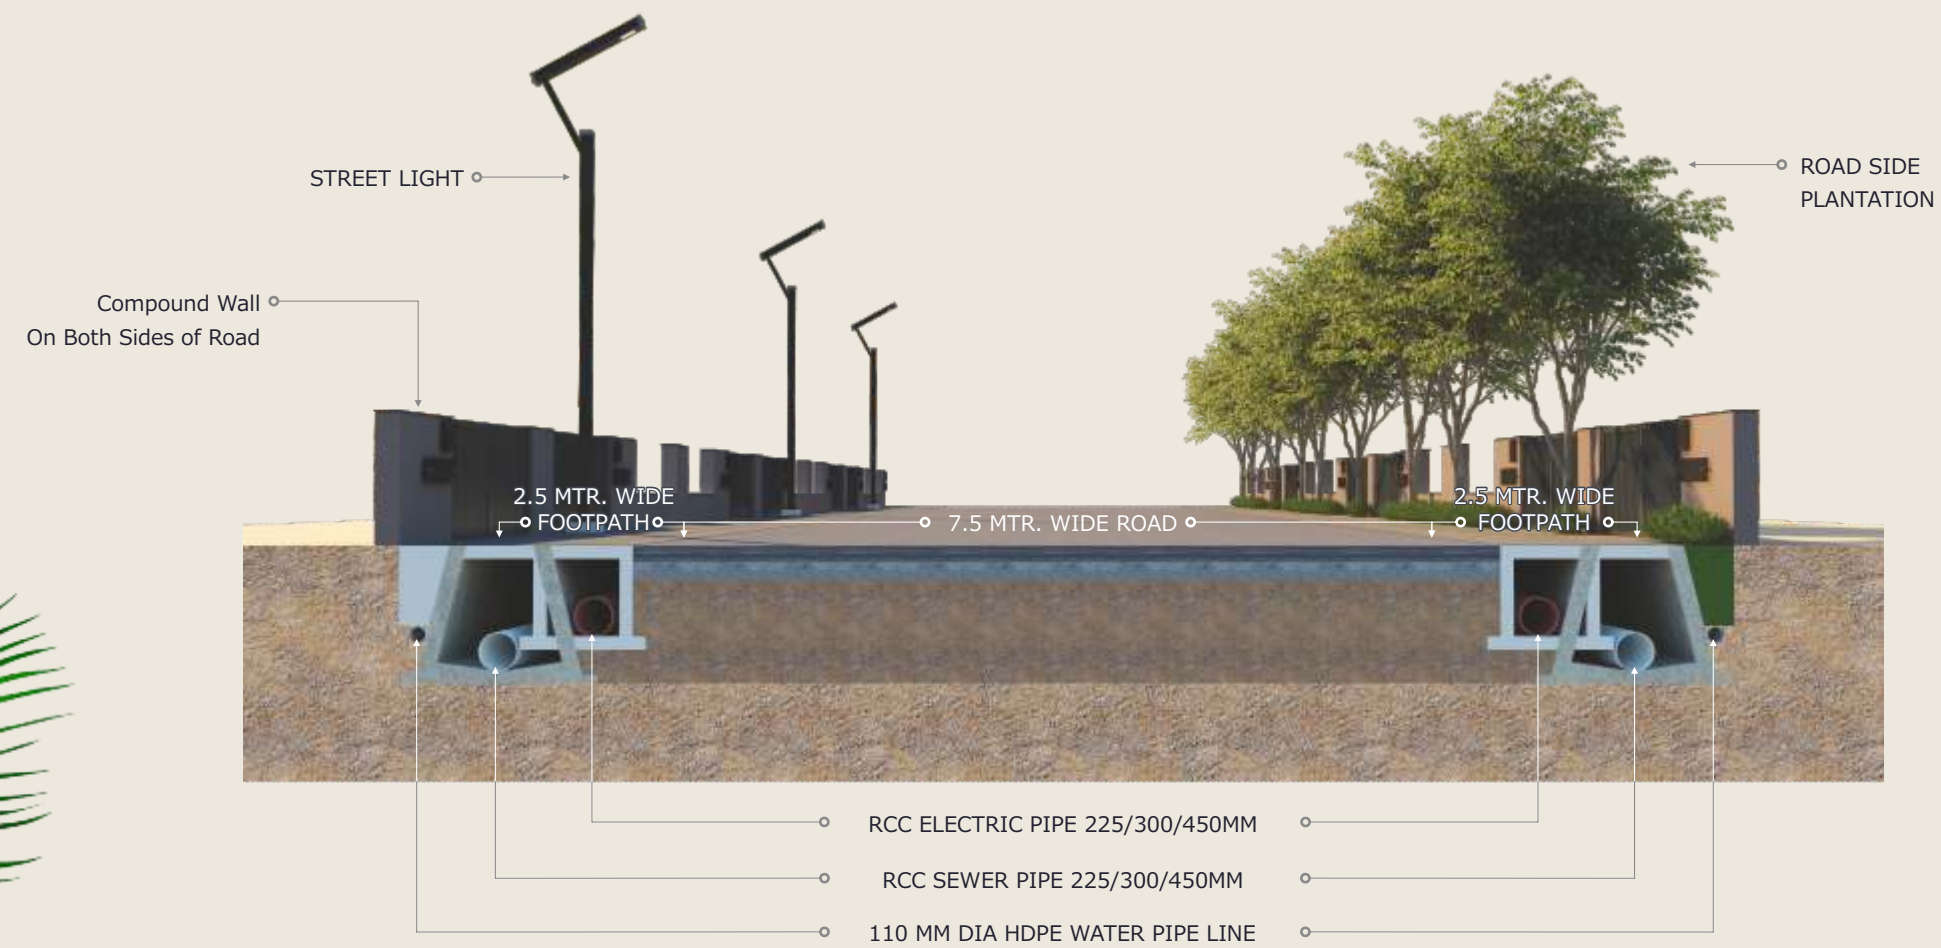 STREET LIGHT
ROAD SIDE
PLANTATION
Compound Wall
On Both Sides of Road
2.5 MTR. WIDE
FOOTPATH
7.5 MTR. WIDE ROAD
2.5 MTR. WIDE
FOOTPATH
RCC ELECTRIC PIPE 225/300/450MM
RCC SEWER PIPE 225/300/450MM
110 MM DIA HDPE WATER PIPE LINE